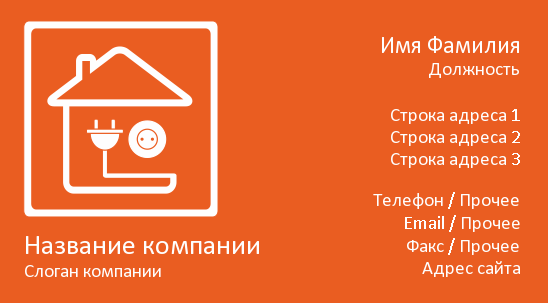 Имя Фамилия
Должность
Строка адреса 1
Строка адреса 2
Строка адреса 3
Телефон / Прочее
Email / Прочее
Факс / Прочее
Адрес сайта
Название компании
Слоган компании